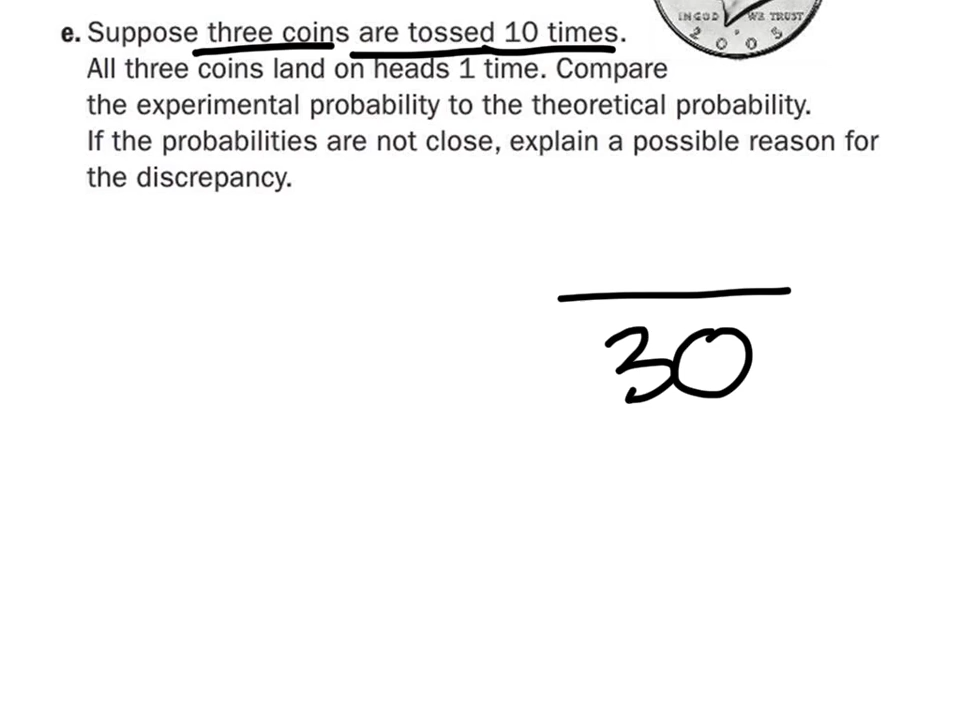 IN GOD WE TRUST
2005
e. Suppose three coins are tossed 10 times.
All three coins land on heads 1 time. Compare
the experimental probability to the theoretical probability.
If the probabilities are not close, explain a possible reason for
the discrepancy.
30